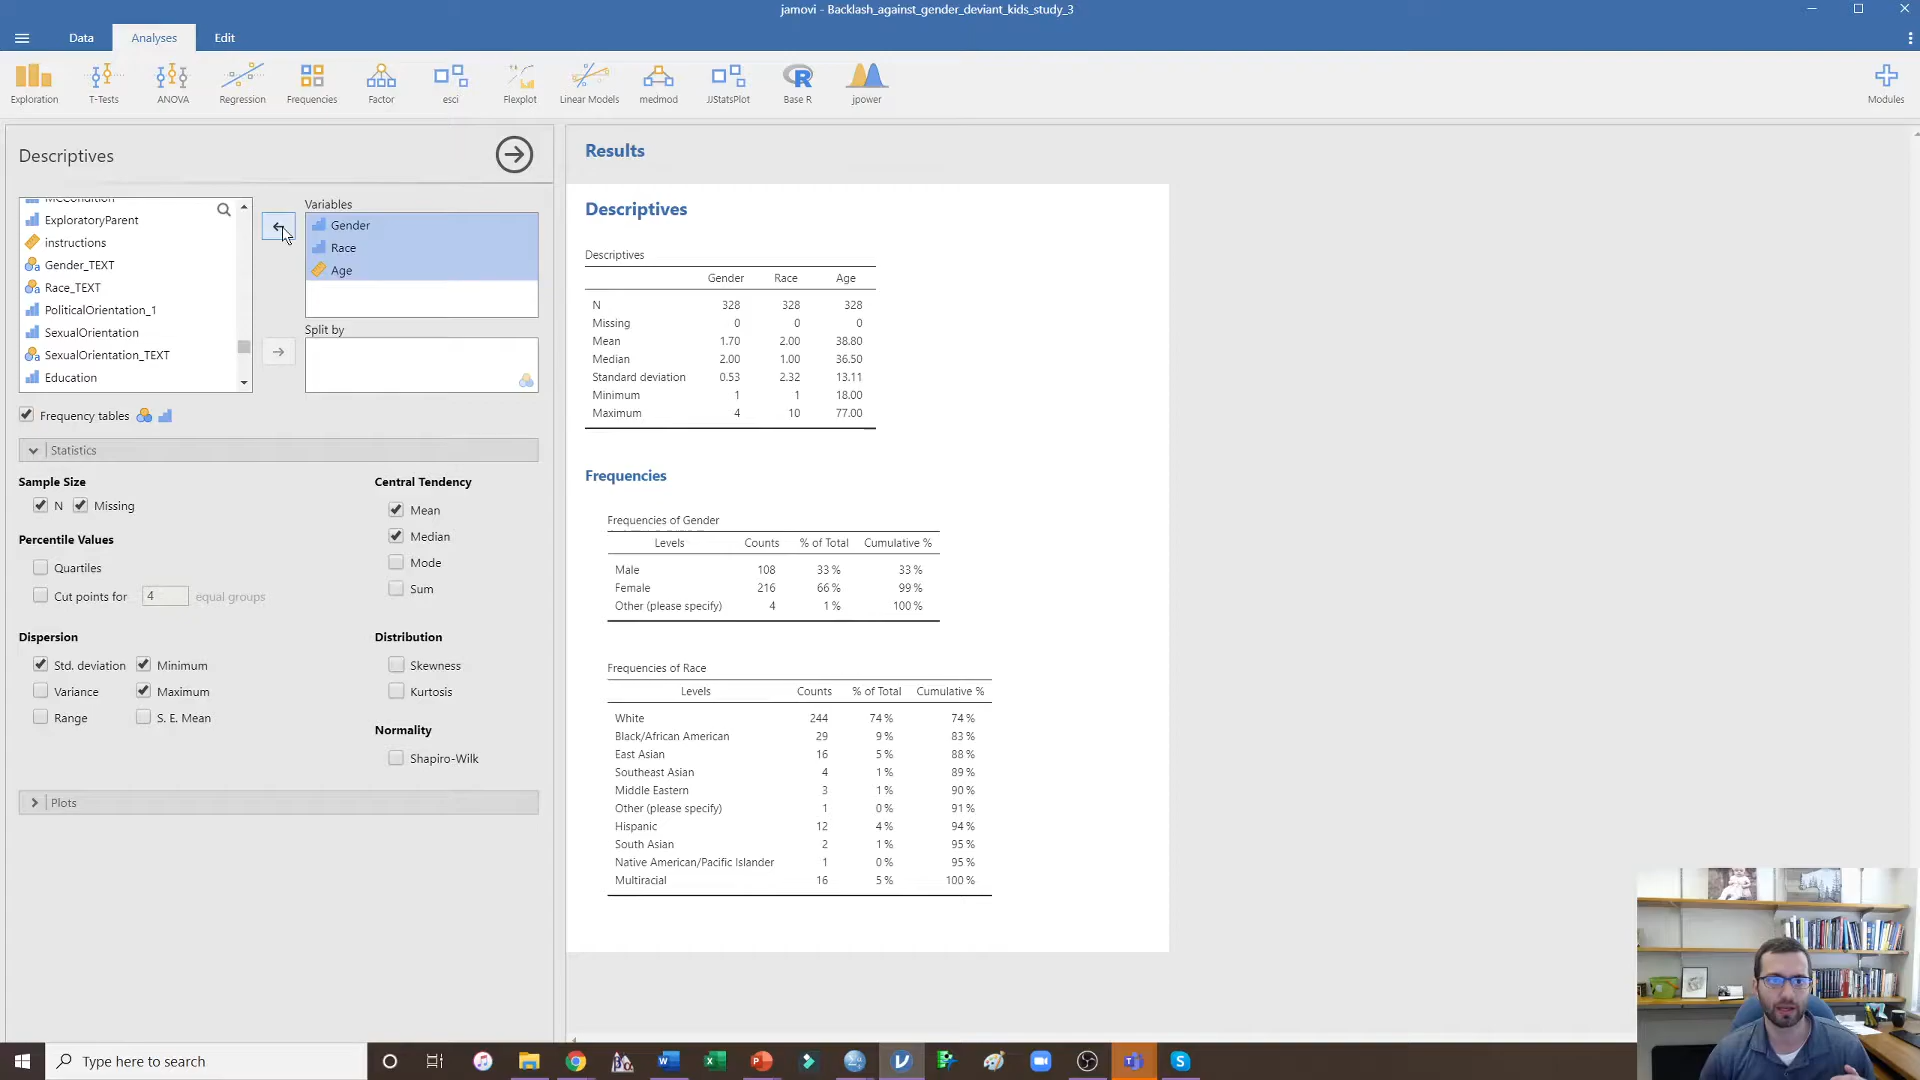 jamovi - Backlash_against_gender_deviant_kids_study_3
Data Analyses Edit
Exploration T-Tests ANOVA Regression Frequencies Factor esci Flexplot Linear Models medmod JJStatsPlot Base R jpower Modules
Descriptives
ExploratoryParent
instructions
Gender_TEXT
Race_TEXT
PoliticalOrientation_1
SexualOrientation
SexualOrientation_TEXT
Education
Variables
Gender
Race
Age
Split by
Frequency tables
Statistics
Sample Size
N Missing
Percentile Values
Quartiles
Cut points for 4 equal groups
Dispersion
Std. deviation Minimum
Variance Maximum
Range S. E. Mean
Central Tendency
Mean
Median
Mode
Sum
Distribution
Skewness
Kurtosis
Normality
Shapiro-Wilk
Plots
Results
Descriptives
Descriptives
Gender Race Age
N 328 328 328
Missing 0 0 0
Mean 1.70 2.00 38.80
Median 2.00 1.00 36.50
Standard deviation 0.53 2.32 13.11
Minimum 1 1 18.00
Maximum 4 10 77.00
Frequencies
Frequencies of Gender
Levels Counts % of Total Cumulative %
Male 108 33 % 33 %
Female 216 66 % 99 %
Other (please specify) 4 1 % 100 %
Frequencies of Race
Levels Counts % of Total Cumulative %
White 244 74 % 74 %
Black/African American 29 9 % 83 %
East Asian 16 5 % 88 %
Southeast Asian 4 1 % 89 %
Middle Eastern 3 1 % 90 %
Other (please specify) 1 0 % 91 %
Hispanic 12 4 % 94 %
South Asian 2 1 % 95 %
Native American/Pacific Islander 1 0 % 95 %
Multiracial 16 5 % 100 %
Type here to search